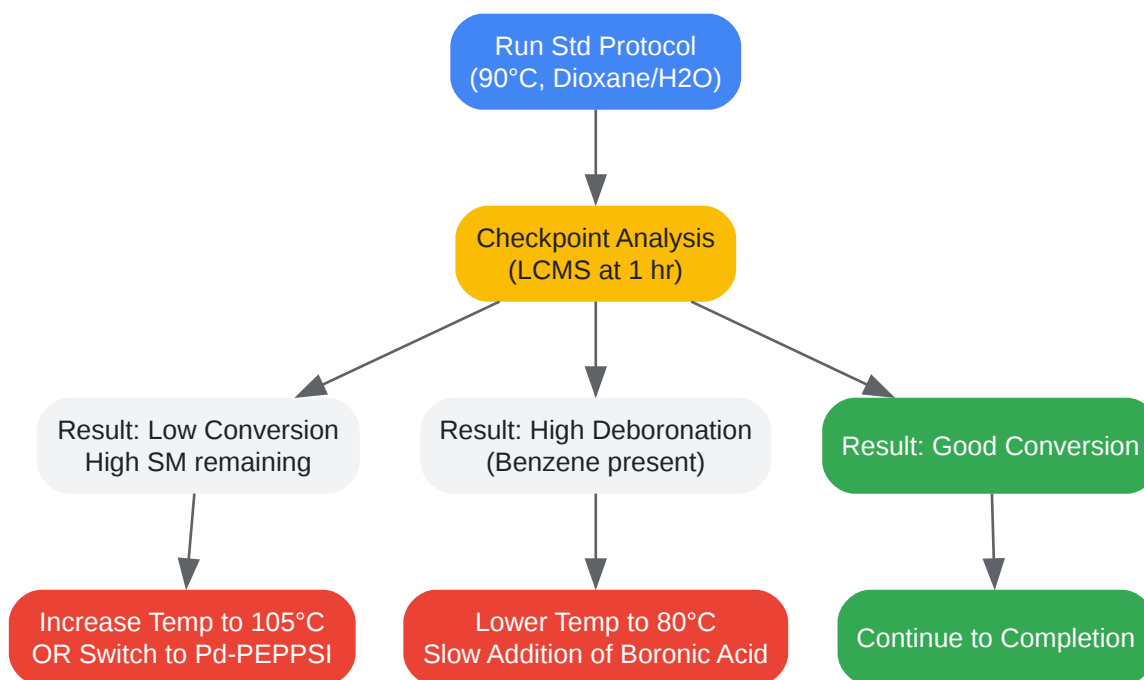 Run Std Protocol
(90°C, Dioxane/H2O)
Checkpoint Analysis
(LCMS at 1 hr)
Result: Low Conversion
High SM remaining
Result: High Deboronation
(Benzene present)
Result: Good Conversion
Increase Temp to 105°C
OR Switch to Pd-PEPPSI
Lower Temp to 80°C
Slow Addition of Boronic Acid
Continue to Completion